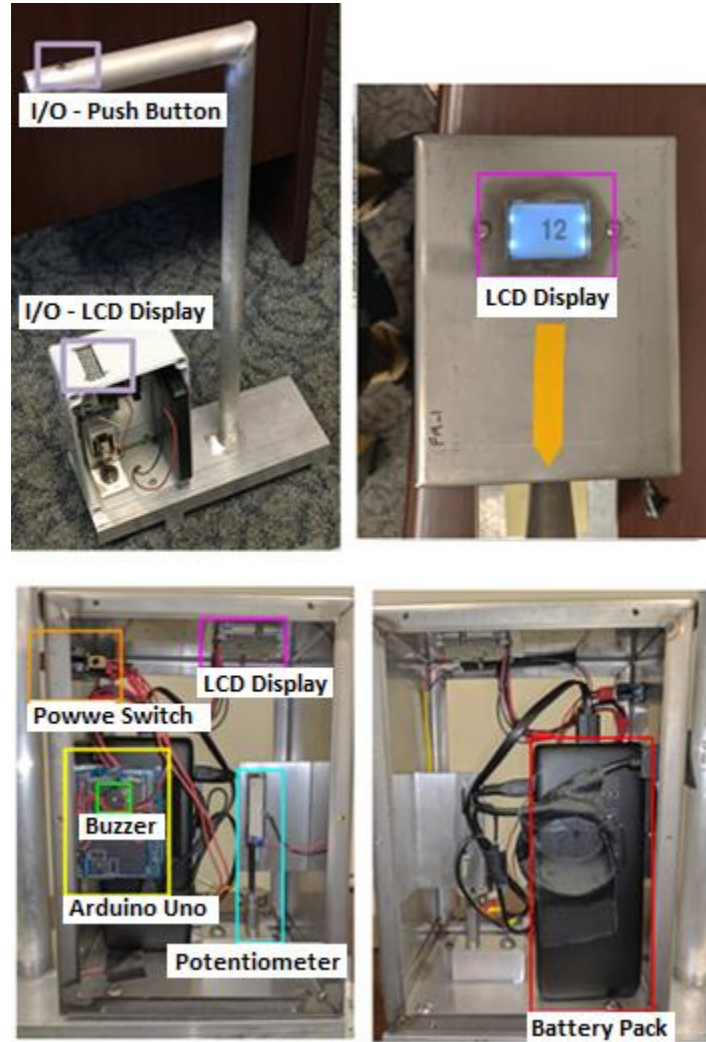 I/O - Push Button
I/O - LCD Display
12
LCD Display
FM-1
LCD Display
Powwe Switch
Buzzer
Arduino Uno
Potentiometer
Battery Pack